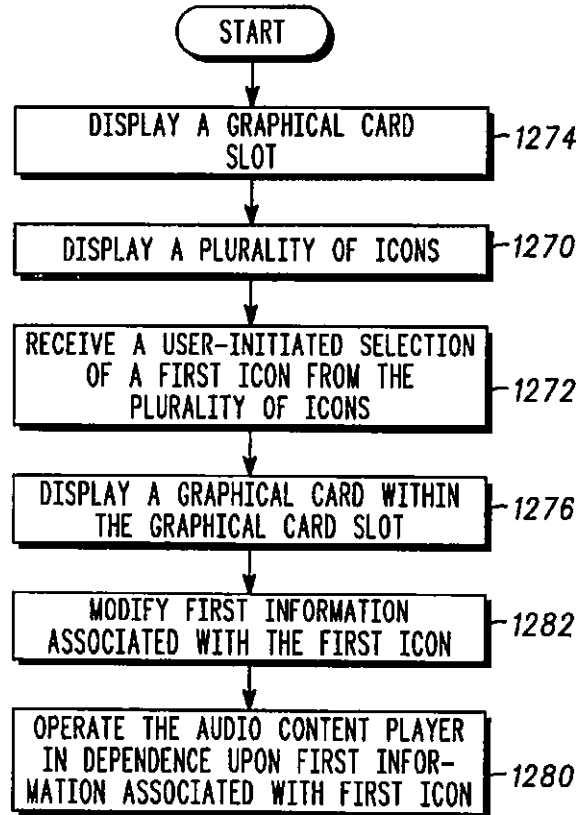 START
DISPLAY A GRAPHICAL CARD
SLOT
1274
DISPLAY A PLURALITY OF ICONS
1270
RECEIVE A USER-INITIATED SELECTION
OF A FIRST ICON FROM THE
PLURALITY OF ICONS
1272
DISPLAY A GRAPHICAL CARD WITHIN
THE GRAPHICAL CARD SLOT
1276
MODIFY FIRST INFORMATION
ASSOCIATED WITH THE FIRST ICON
1282
OPERATE THE AUDIO CONTENT PLAYER
IN DEPENDENCE UPON FIRST INFOR-
MATION ASSOCIATED WITH FIRST ICON
1280